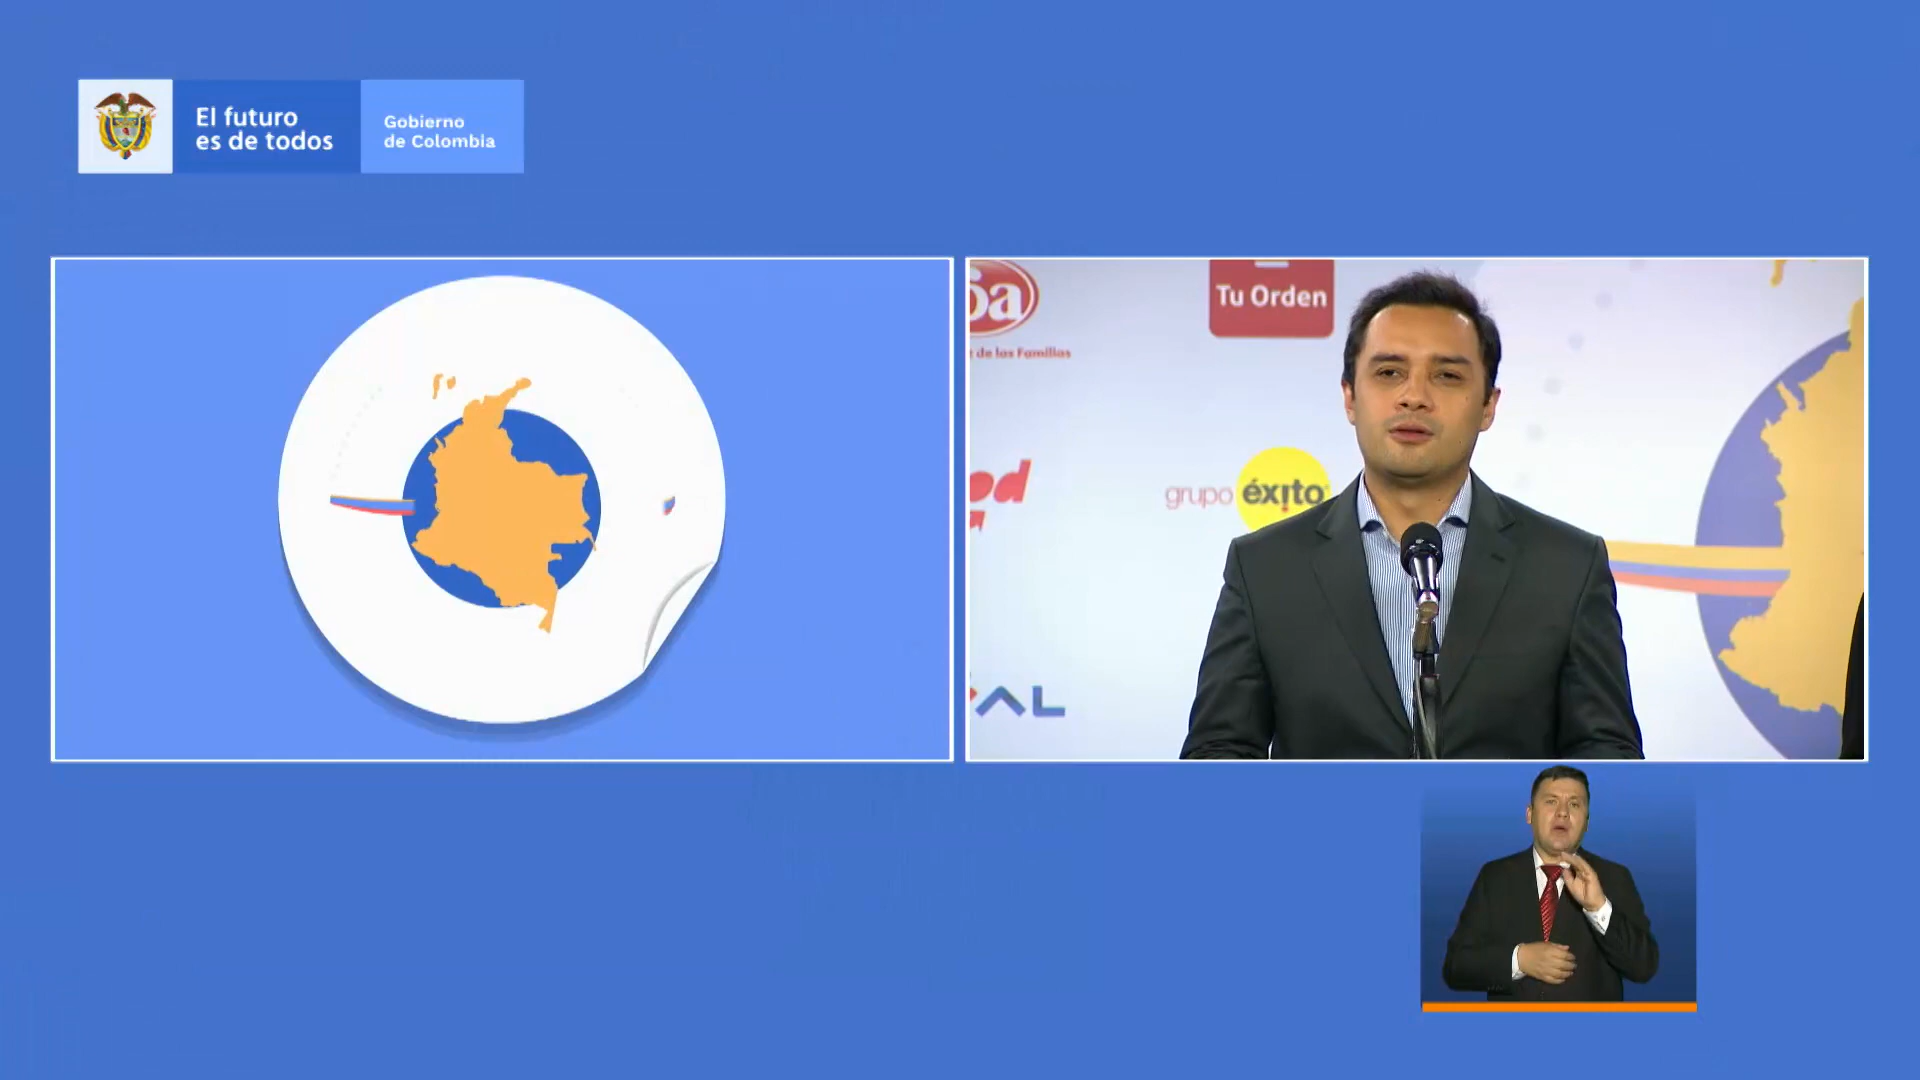 El futuro
es de todos
Gobierno
de Colombia
Tu Orden
de las Familias
grupo éxito